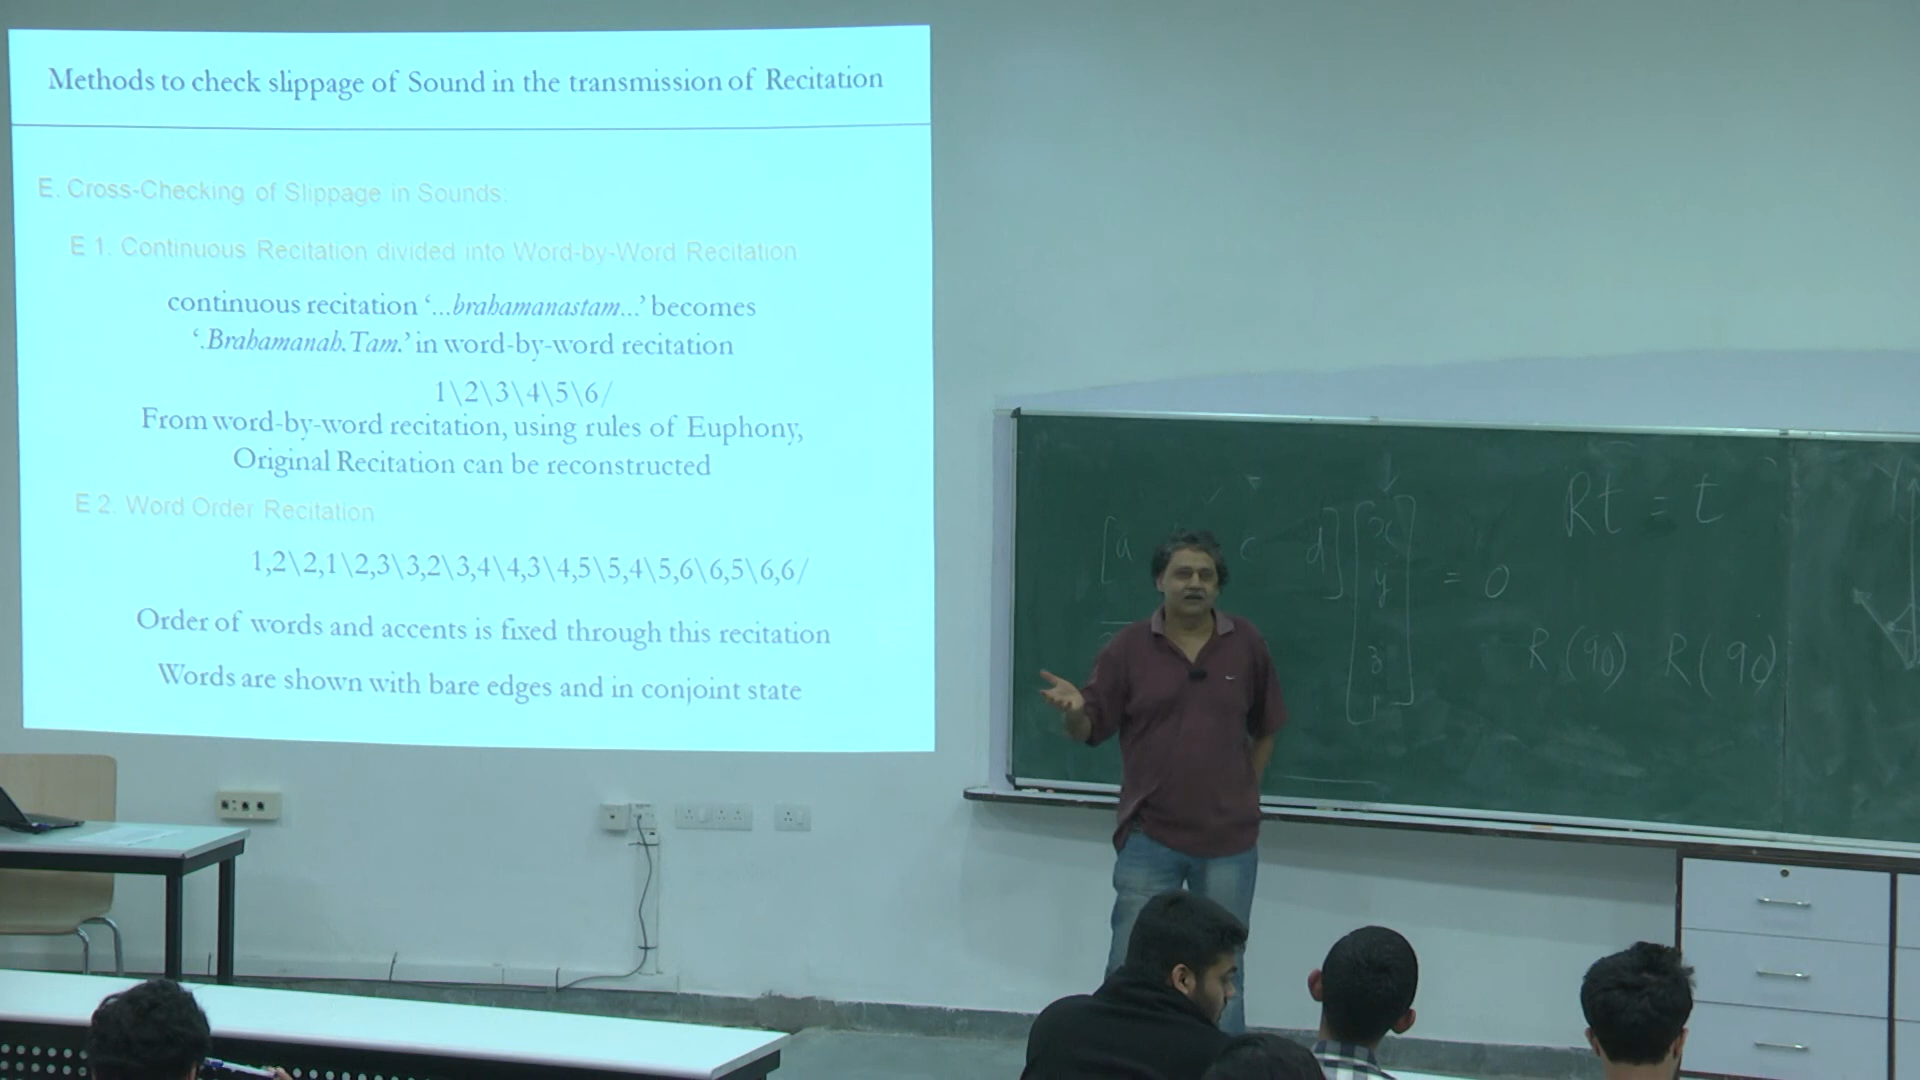 Methods to check slippage of Sound in the transmission of Recitation
E. Cross-Checking of Slippage in Sounds:
E 1. Continuous Recitation divided into Word-by-Word Recitation
continuous recitation ‘...brahamanastam...’ becomes
‘.Brahamanah.Tam.’ in word-by-word recitation
1\2\3\4\5\6/
From word-by-word recitation, using rules of Euphony,
Original Recitation can be reconstructed
E 2. Word Order Recitation
1,2\2,1\2,3\3,2\3,4\4,3\4,5\5,4\5,6\6,5\6,6/
Order of words and accents is fixed through this recitation
Words are shown with bare edges and in conjoint state
Rt = t
[a c d] [x
y
= 0
z
R(90) R(90)